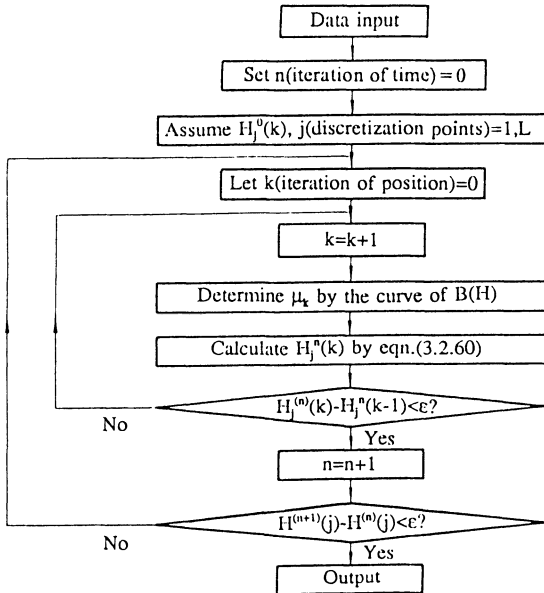 Data input
Set n(iteration of time)=0
Assume Hⱼ⁰(k), j(discretization points)=1,L
Let k(iteration of position)=0
k=k+1
Determine μₖ by the curve of B(H)
Calculate Hⱼⁿ(k) by eqn.(3.2.60)
Hⱼ⁽ⁿ⁾(k)-Hⱼⁿ(k-1)<ε?
No
Yes
n=n+1
H⁽ⁿ⁺¹⁾(j)-H⁽ⁿ⁾(j)<ε?
No
Yes
Output